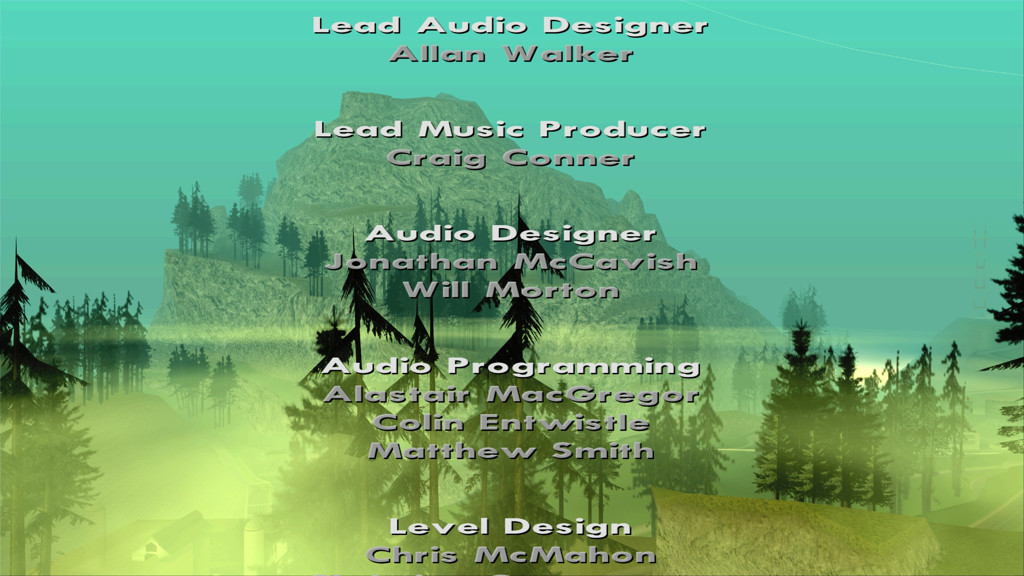 Lead Audio Designer
Allan Walker
Lead Music Producer
Craig Conner
Audio Designer
Jonathan McCavish
Will Morton
Audio Programming
Alastair MacGregor
Colin Entwistle
Matthew Smith
Level Design
Chris McMahon